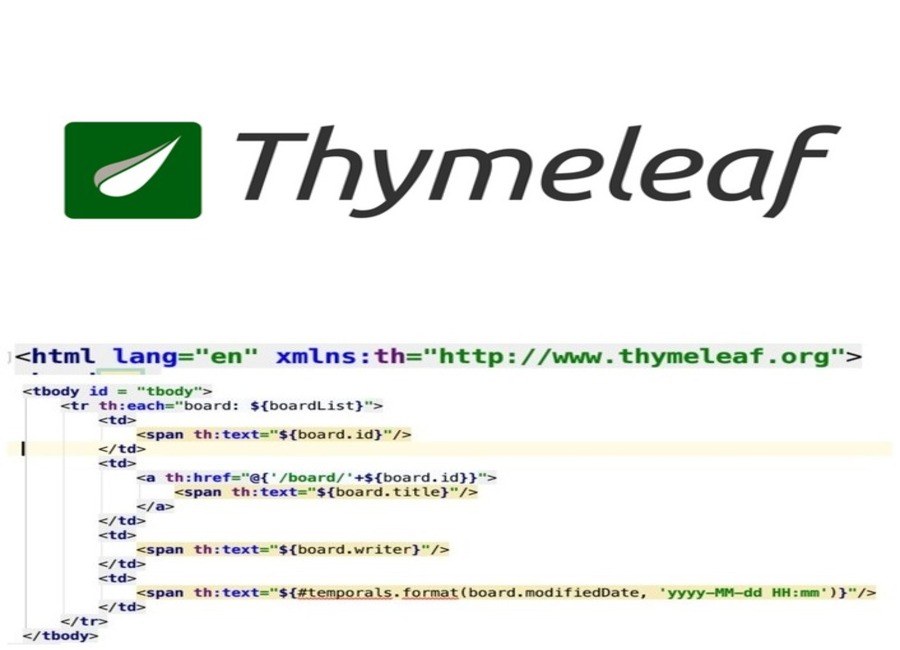 Thymeleaf
<html lang="en" xmlns:th="http://www.thymeleaf.org">
<tbody id = "tbody">
<tr th:each="board: ${boardList}">
<td>
<span th:text="${board.id}"/>
</td>
<td>
<a th:href="@{'/board/'+${board.id}}">
<span th:text="${board.title}"/>
</a>
</td>
<td>
<span th:text="${board.writer}"/>
</td>
<td>
<span th:text="${#temporals.format(board.modifiedDate, 'yyyy-MM-dd HH:mm')}"/>
</td>
</tr>
</tbody>